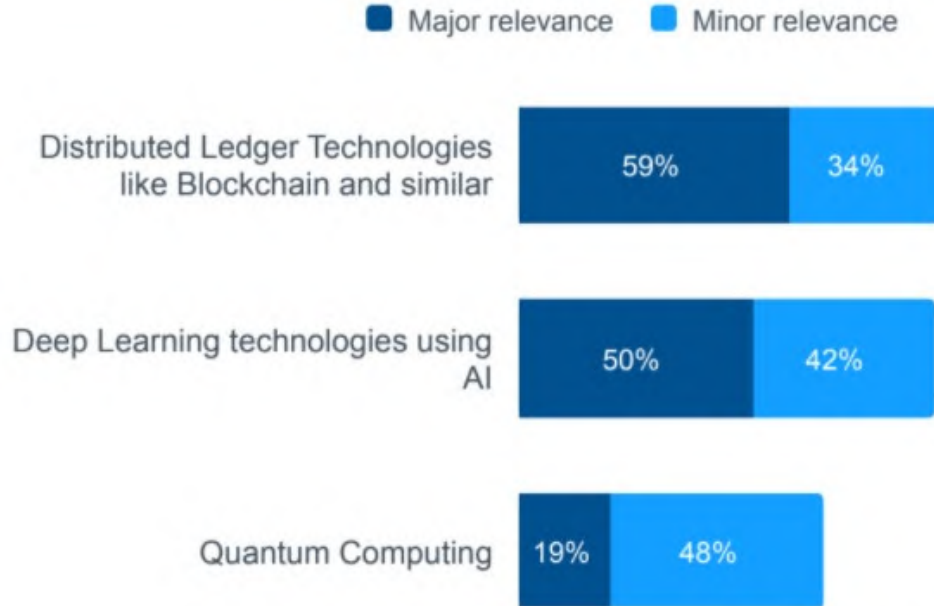 Major relevance Minor relevance
Distributed Ledger Technologies
like Blockchain and similar
59% 34%
Deep Learning technologies using
AI
50% 42%
Quantum Computing
19% 48%